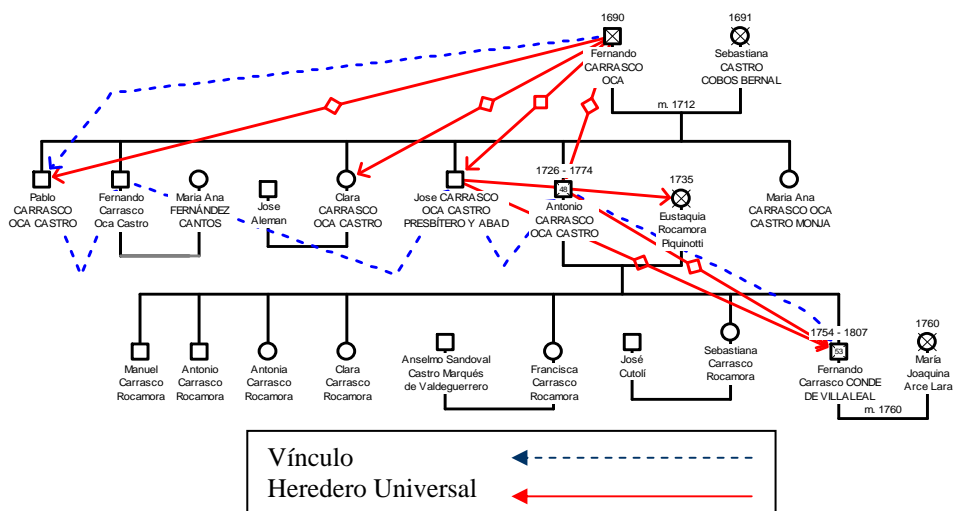 1690
1691
Fernando
CARRASCO
OCA
Sebastiana
CASTRO
COBOS BERNAL
m. 1712
1726 - 1774
1735
48
Pablo
CARRASCO
OCA CASTRO
Fernando
Carrasco
Oca Castro
Maria Ana
FERNÁNDEZ
CANTOS
Jose
Aleman
Clara
CARRASCO
OCA CASTRO
Jose CARRASCO
OCA CASTRO
PRESBÍTERO Y ABAD
Antonio
CARRASCO
OCA CASTRO
Eustaquia
Rocamora
Piquinotti
Maria Ana
CARRASCO OCA
CASTRO MONJA
1754 - 1807
1760
53
Manuel
Carrasco
Rocamora
Antonio
Carrasco
Rocamora
Antonia
Carrasco
Rocamora
Clara
Carrasco
Rocamora
Anselmo Sandoval
Castro Marqués
de Valdeguerrero
Francisca
Carrasco
Rocamora
José
Cutolí
Sebastiana
Carrasco
Rocamora
Fernando
Carrasco CONDE
DE VILLALEAL
María
Joaquina
Arce Lara
m. 1760
Vínculo
Heredero Universal